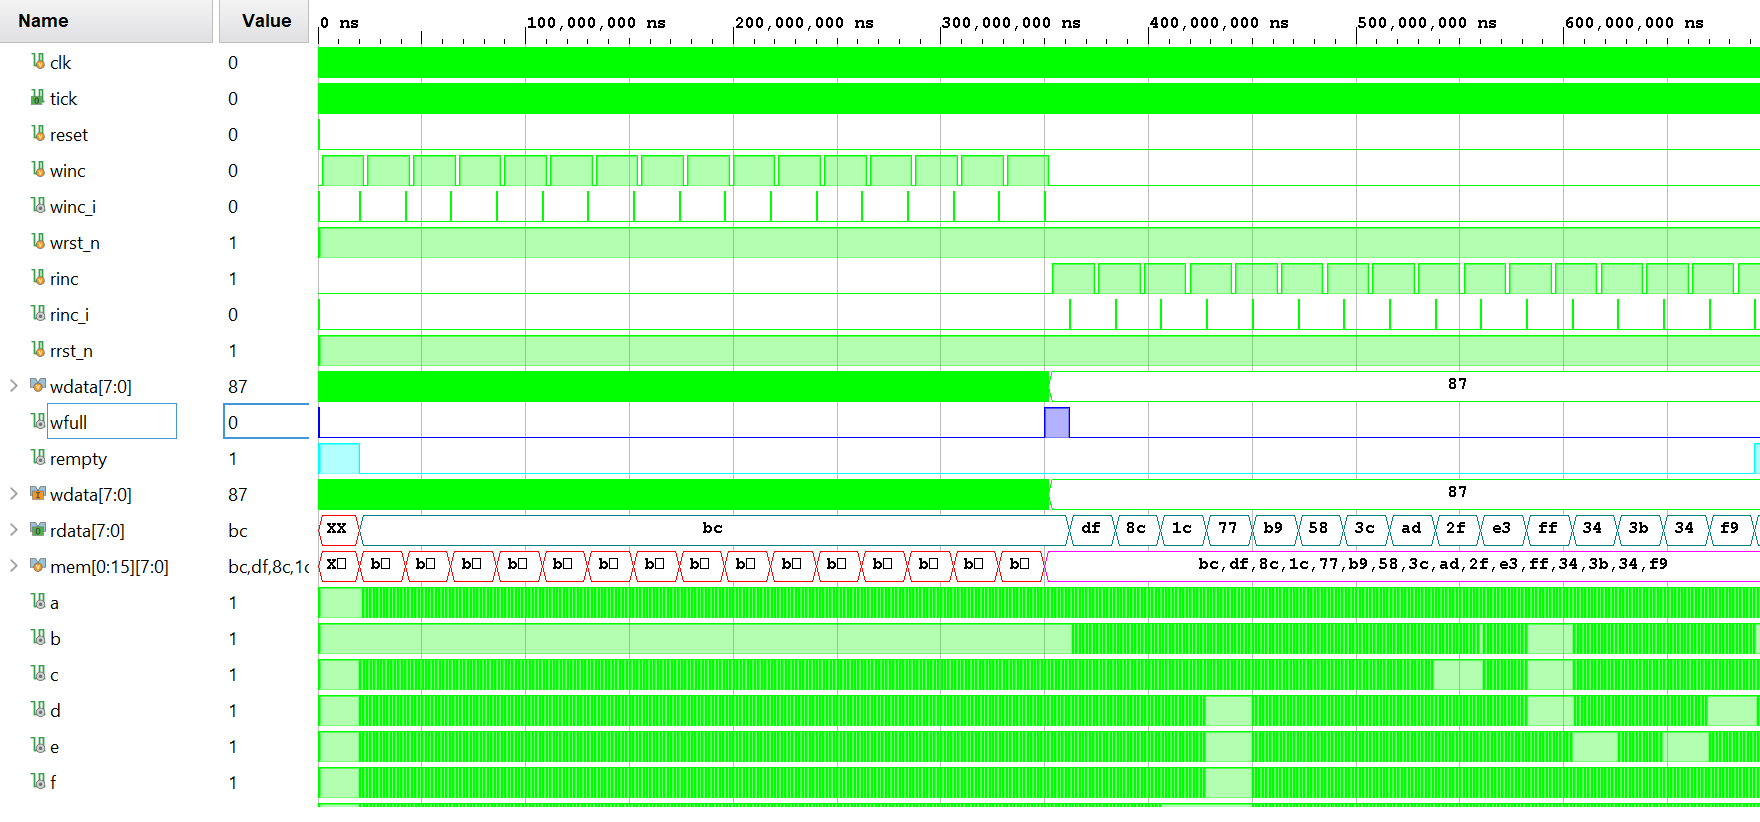 Name Value 0 ns 100,000,000 ns 200,000,000 ns 300,000,000 ns 400,000,000 ns 500,000,000 ns 600,000,000 ns
clk 0
tick 0
reset 0
winc 0
winc_i 0
wrst_n 1
rinc 1
rinc_i 0
rrst_n 1
wdata[7:0] 87 87
wfull 0
rempty 1
wdata[7:0] 87 87
rdata[7:0] bc XX bc df 8c 1c 77 b9 58 3c ad 2f e3 ff 34 3b 34 f9
mem[0:15][7:0] bc,df,8c,1c X b b b b b b b b b b b b b b b bc,df,8c,1c,77,b9,58,3c,ad,2f,e3,ff,34,3b,34,f9
a 1
b 1
c 1
d 1
e 1
f 1